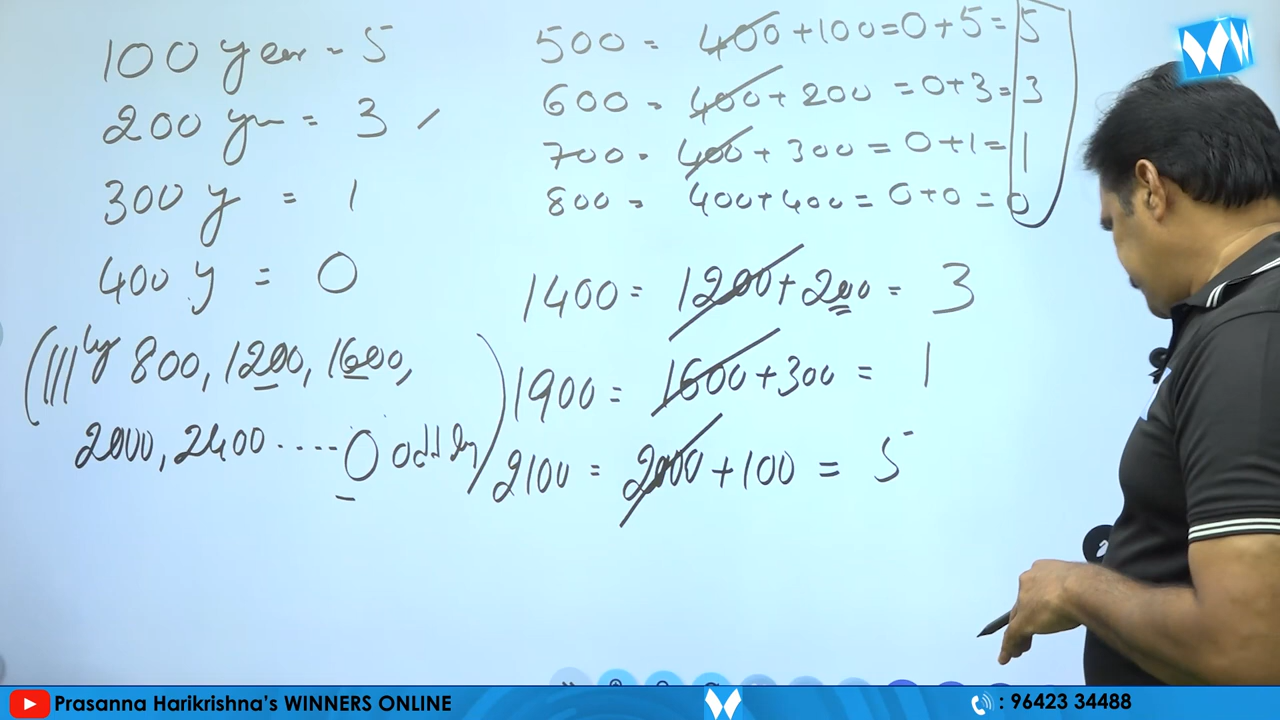 100 year = 5
200 yr = 3
300 y = 1
400 y = 0
(|||ly 800, 1200, 1600,
2000, 2400 ..... 0 odd day)
500 = 400 + 100 = 0 + 5 = 5
600 = 400 + 200 = 0 + 3 = 3
700 = 400 + 300 = 0 + 1 = 1
800 = 400 + 400 = 0 + 0 = 0
1400 = 1200 + 200 = 3
1900 = 1600 + 300 = 1
2100 = 2000 + 100 = 5
Prasanna Harikrishna's WINNERS ONLINE
: 96423 34488